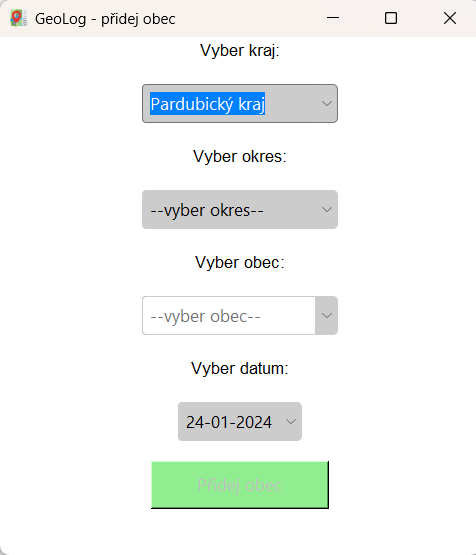 GeoLog - přidej obec
Vyber kraj:
Pardubický kraj
Vyber okres:
--vyber okres--
Vyber obec:
--vyber obec--
Vyber datum:
24-01-2024
Přidej obec